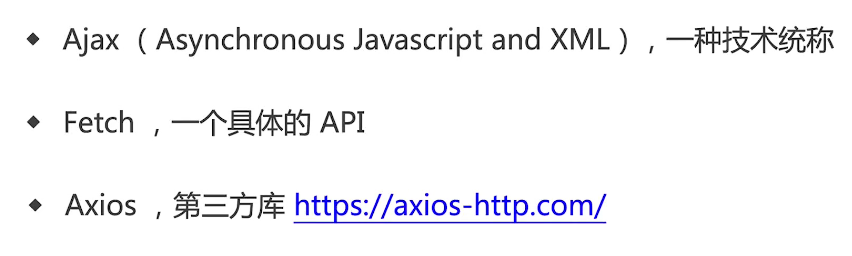 ◆ Ajax （Asynchronous Javascript and XML），一种技术统称
◆ Fetch ，一个具体的 API
◆ Axios ，第三方库 https://axios-http.com/